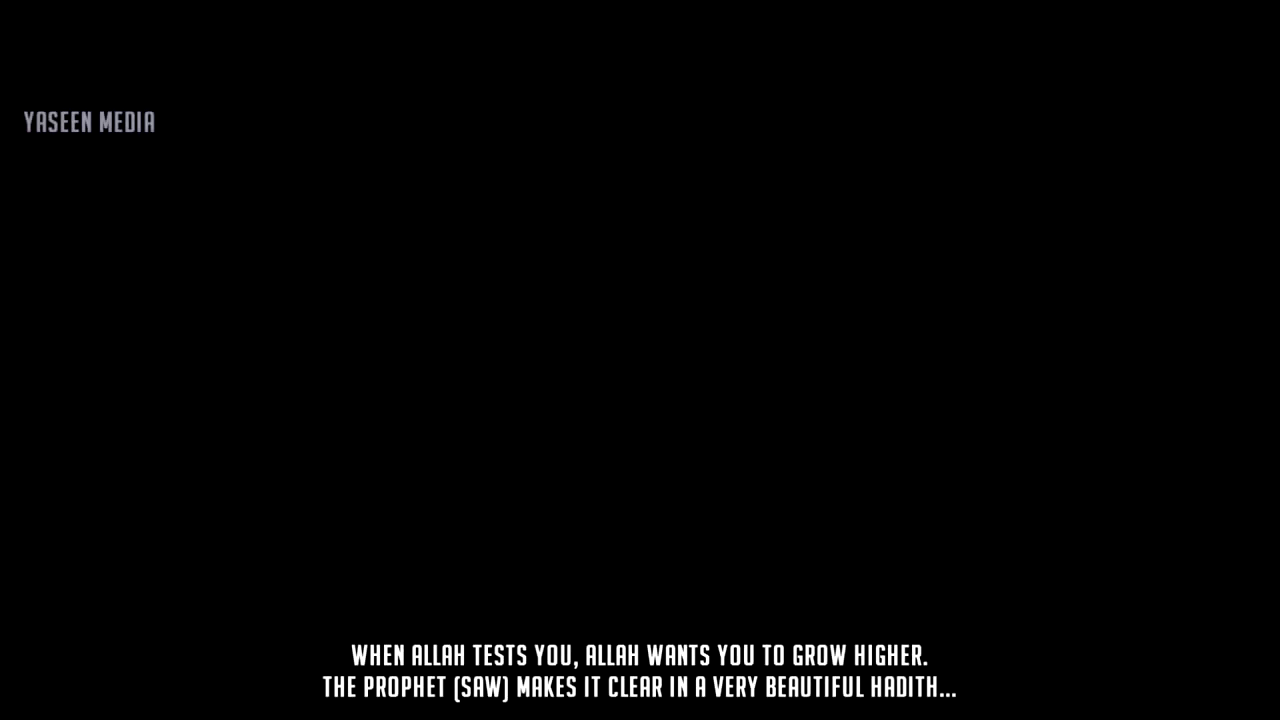 YASEEN MEDIA
WHEN ALLAH TESTS YOU, ALLAH WANTS YOU TO GROW HIGHER.
THE PROPHET (SAW) MAKES IT CLEAR IN A VERY BEAUTIFUL HADITH...